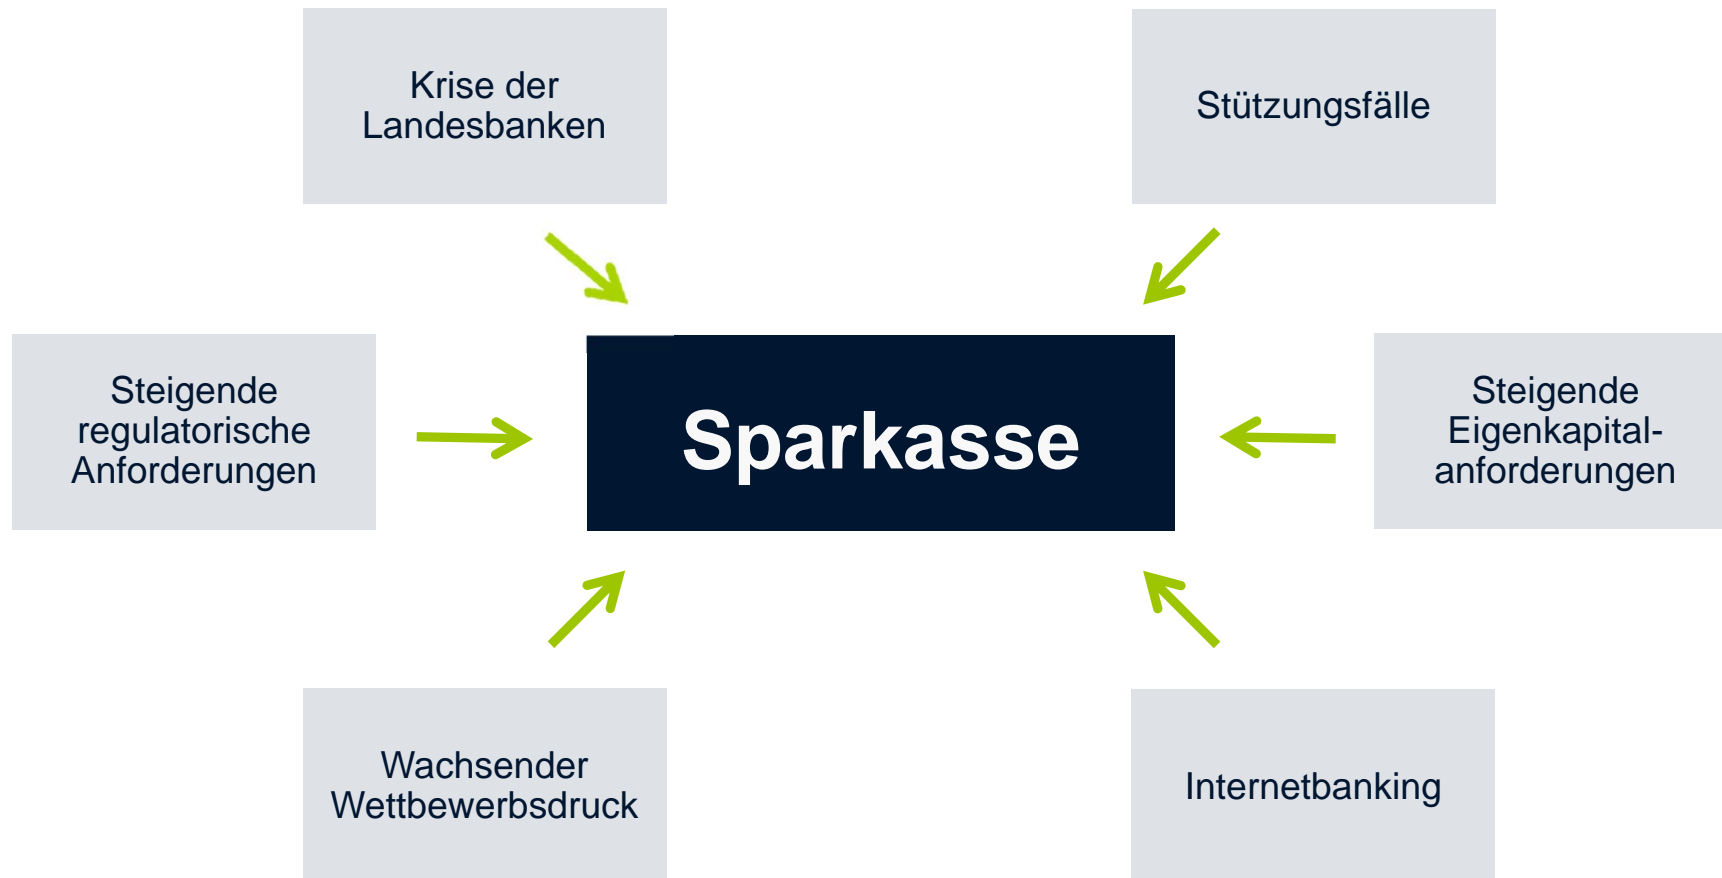 Krise der
Landesbanken
Stützungsfälle
Steigende
regulatorische
Anforderungen
Sparkasse
Steigende
Eigenkapital-
anforderungen
Wachsender
Wettbewerbsdruck
Internetbanking